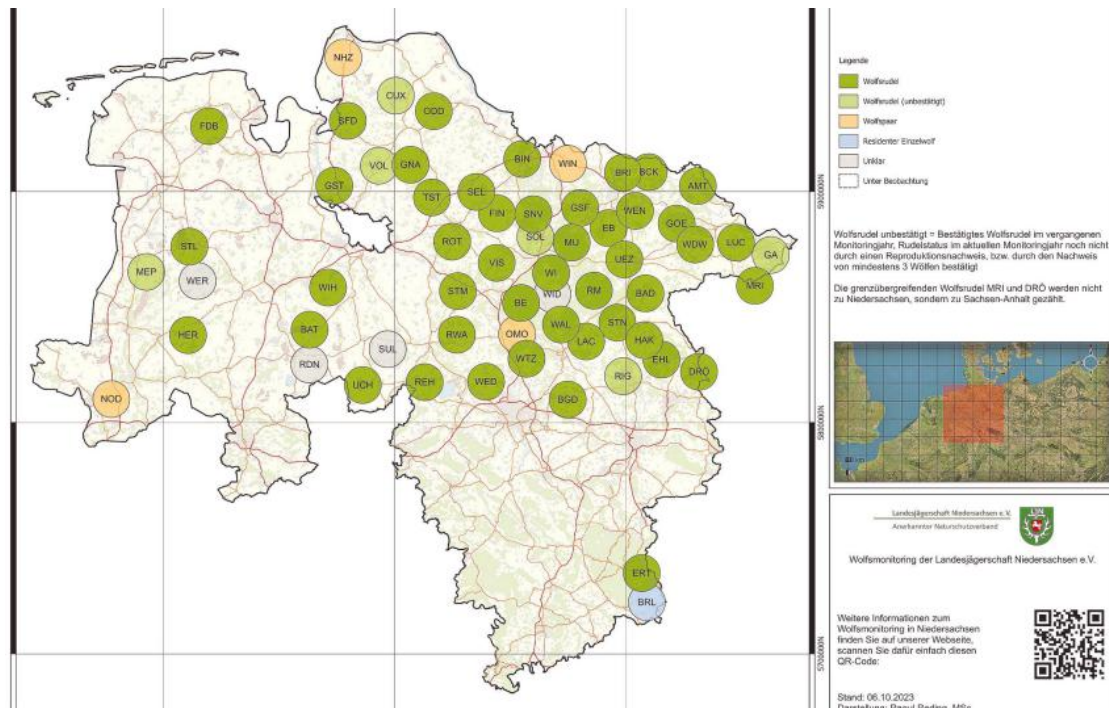 NHZ
CUX
ODD
SFD
FDB
VOL
GNA
BIN
WIN
BRI
BCK
GST
TST
SEL
AMT
FIN
SNV
GSF
WEN
GOE
EB
STL
ROT
SOL
MU
WDW
LUC
GA
MEP
WER
VIS
WI
UEZ
MRI
WIH
STM
BE
WID
RM
BAD
HER
BAT
RWA
OMO
WAL
LAC
STN
HAK
RDN
SUL
WTZ
EHL
DRÖ
UCH
REH
WED
RIG
NOD
BGD
ERT
BRL
5900000N
5800000N
5700000N
Legende
Wolfsrudel
Wolfsrudel (unbestätigt)
Wolfspaar
Residenter Einzelwolf
Unklar
Unter Beobachtung
Wolfsrudel unbestätigt = Bestätigtes Wolfsrudel im vergangenen
Monitoringjahr, Rudelstatus im aktuellen Monitoringjahr noch nicht
durch einen Reproduktionsnachweis, bzw. durch den Nachweis
von mindestens 3 Wölfen bestätigt
Die grenzübergreifenden Wolfsrudel MRI und DRÖ werden nicht
zu Niedersachsen, sondern zu Sachsen-Anhalt gezählt.
Landesjägerschaft Niedersachsen e.V.
Anerkannter Naturschutzverband
LJN
Wolfsmonitoring der Landesjägerschaft Niedersachsen e.V.
Weitere Informationen zum
Wolfsmonitoring in Niedersachsen
finden Sie auf unserer Webseite,
scannen Sie dafür einfach diesen
QR-Code:
Stand: 06.10.2023
Darstellung: Raoul Reding, MSc